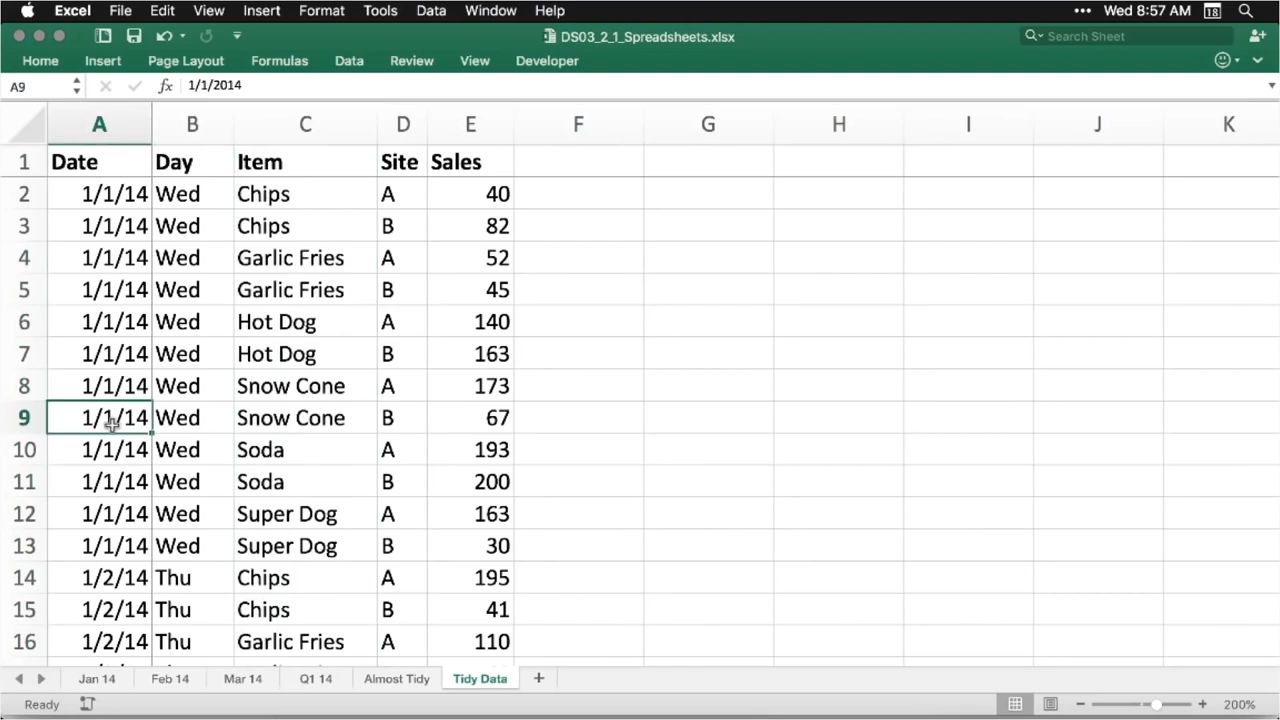 Excel File Edit View Insert Format Tools Data Window Help ••• Wed 8:57 AM 18
DS03_2_1_Spreadsheets.xlsx Search Sheet
Home Insert Page Layout Formulas Data Review View Developer
A9 fx 1/1/2014
A B C D E F G H I J K
1 Date Day Item Site Sales
2 1/1/14 Wed Chips A 40
3 1/1/14 Wed Chips B 82
4 1/1/14 Wed Garlic Fries A 52
5 1/1/14 Wed Garlic Fries B 45
6 1/1/14 Wed Hot Dog A 140
7 1/1/14 Wed Hot Dog B 163
8 1/1/14 Wed Snow Cone A 173
9 1/1/14 Wed Snow Cone B 67
10 1/1/14 Wed Soda A 193
11 1/1/14 Wed Soda B 200
12 1/1/14 Wed Super Dog A 163
13 1/1/14 Wed Super Dog B 30
14 1/2/14 Thu Chips A 195
15 1/2/14 Thu Chips B 41
16 1/2/14 Thu Garlic Fries A 110
Jan 14 Feb 14 Mar 14 Q1 14 Almost Tidy Tidy Data +
Ready 200%